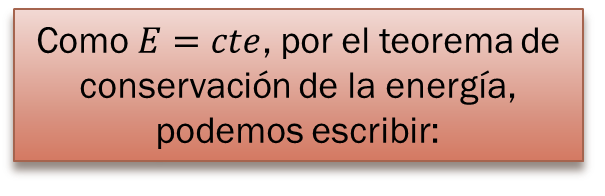 Como 𝐸 = 𝑐𝑡𝑒, por el teorema de
conservación de la energía,
podemos escribir: